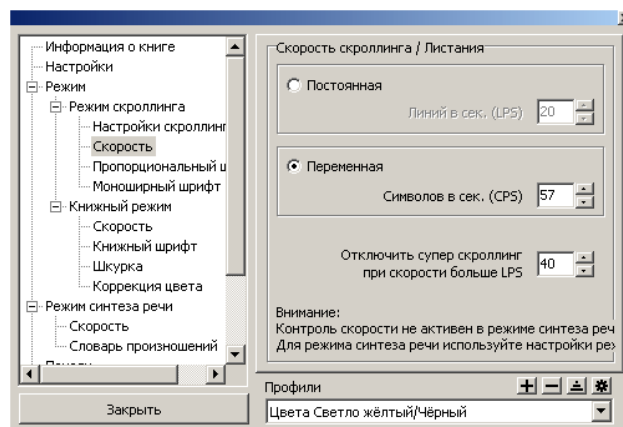 Информация о книге
Настройки
Режим
Режим скроллинга
Настройки скроллинг
Скорость
Пропорциональный ш
Моноширный шрифт
Книжный режим
Скорость
Книжный шрифт
Шкурка
Коррекция цвета
Режим синтеза речи
Скорость
Словарь произношений
Закрыть
Скорость скроллинга / Листания
Постоянная
Линий в сек. (LPS) 20
Переменная
Символов в сек. (CPS) 57
Отключить супер скроллинг
при скорости больше LPS 40
Внимание:
Контроль скорости не активен в режиме синтеза реч
Для режима синтеза речи используйте настройки реж
Профили
Цвета Светло жёлтый/Чёрный